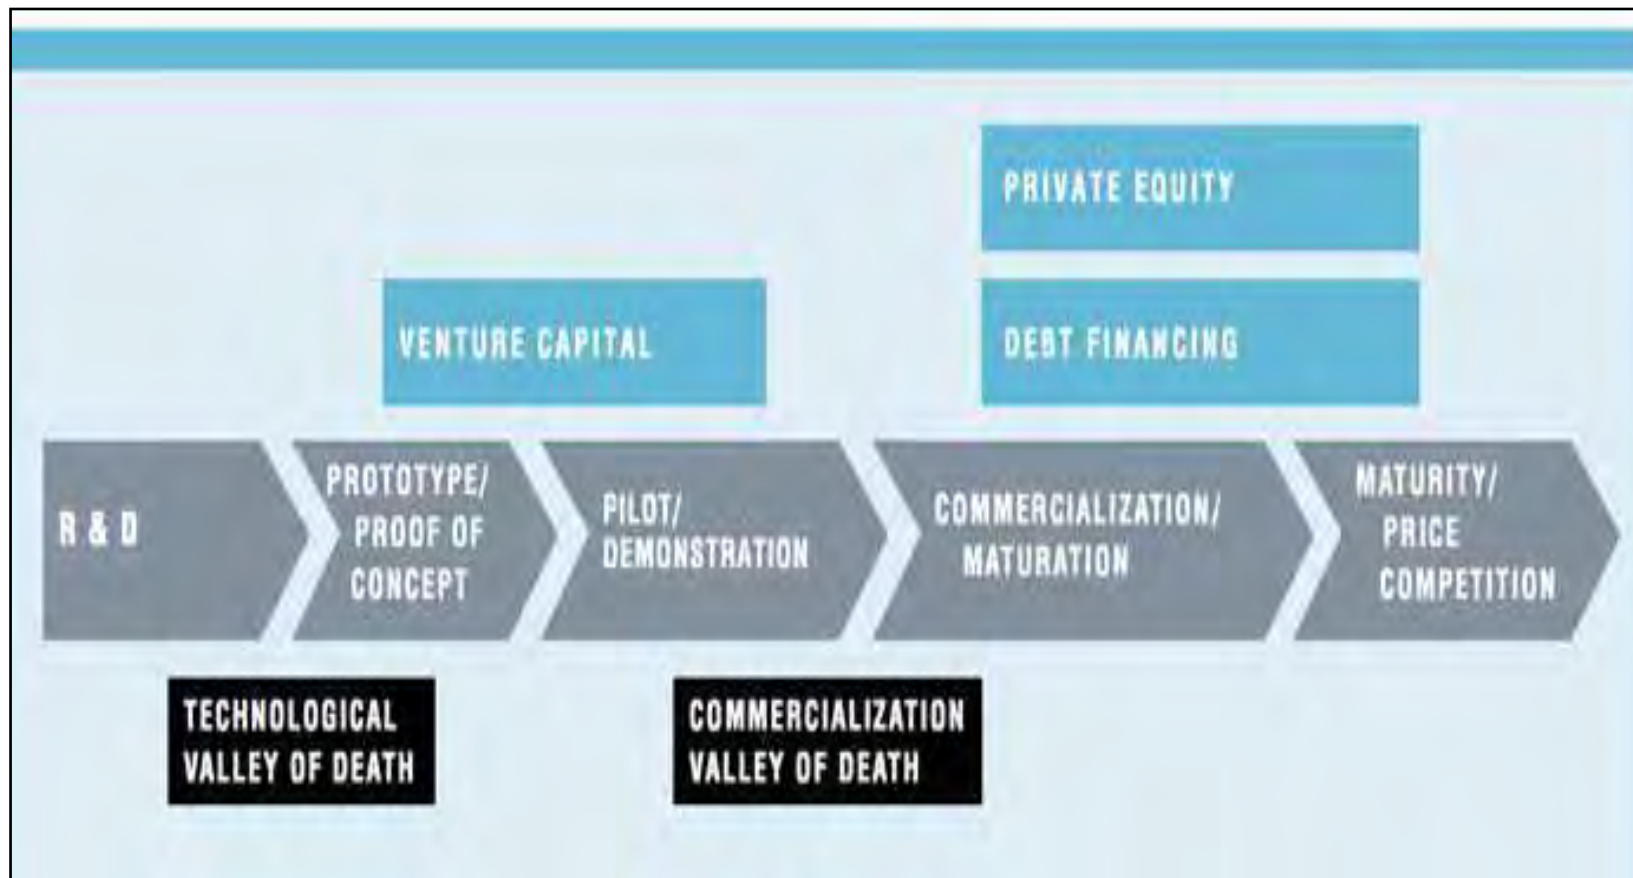 PRIVATE EQUITY
VENTURE CAPITAL
DEBT FINANCING
R & D
PROTOTYPE/
PROOF OF
CONCEPT
PILOT/
DEMONSTRATION
COMMERCIALIZATION/
MATURATION
MATURITY/
PRICE
COMPETITION
TECHNOLOGICAL
VALLEY OF DEATH
COMMERCIALIZATION
VALLEY OF DEATH